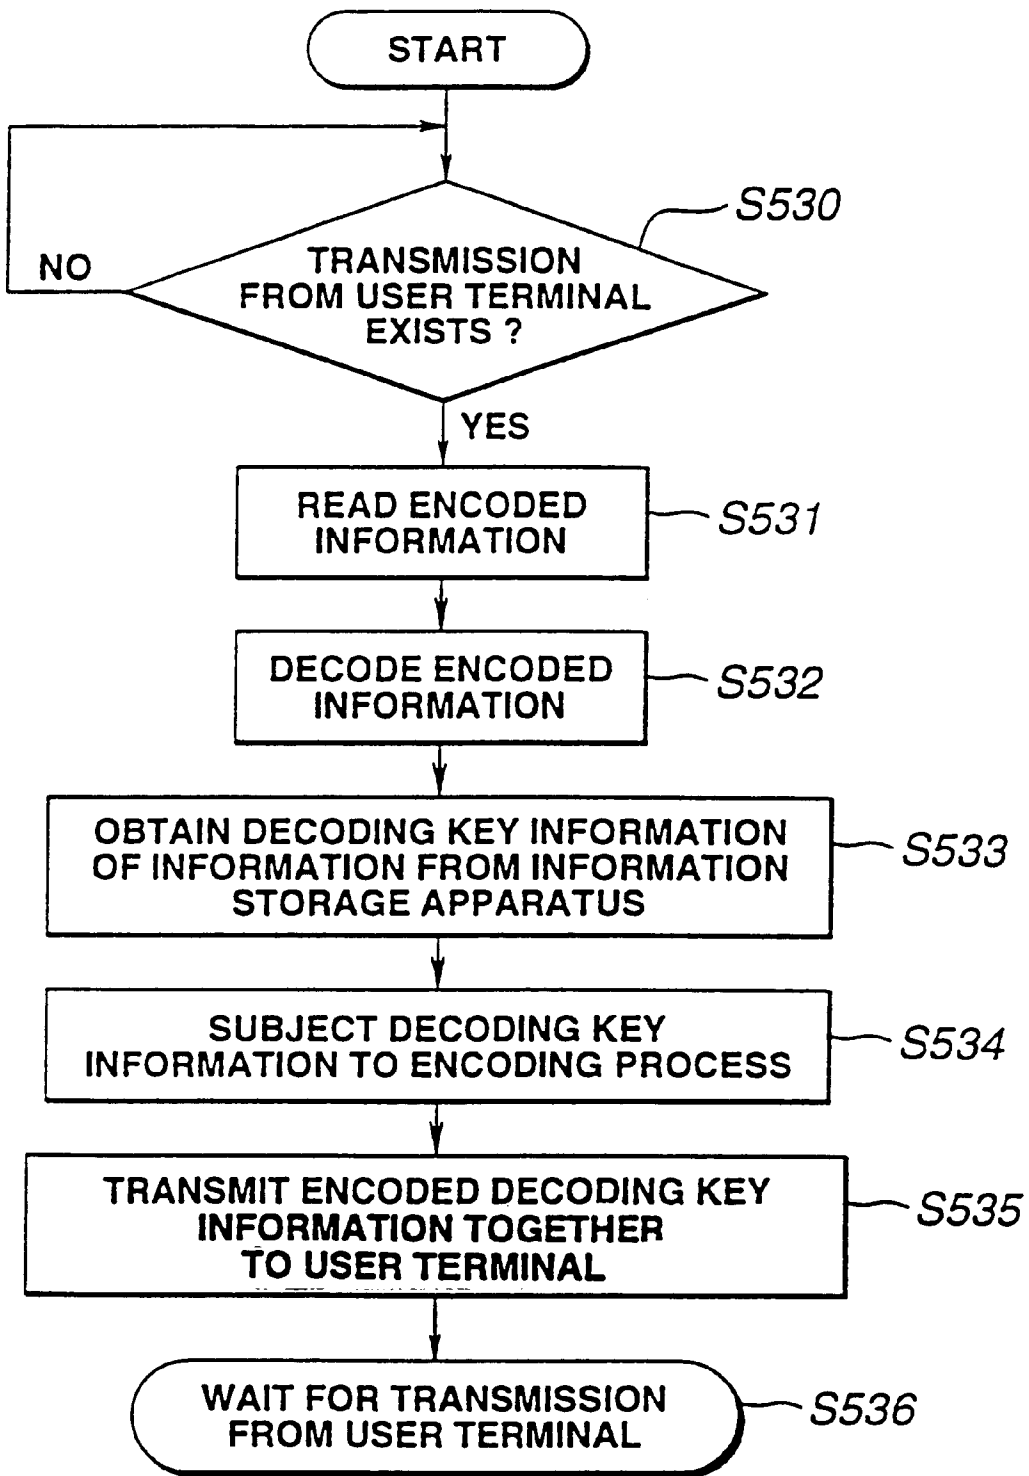 START
S530
NO
TRANSMISSION
FROM USER TERMINAL
EXISTS ?
YES
READ ENCODED
INFORMATION
S531
DECODE ENCODED
INFORMATION
S532
OBTAIN DECODING KEY INFORMATION
OF INFORMATION FROM INFORMATION
STORAGE APPARATUS
S533
SUBJECT DECODING KEY
INFORMATION TO ENCODING PROCESS
S534
TRANSMIT ENCODED DECODING KEY
INFORMATION TOGETHER
TO USER TERMINAL
S535
WAIT FOR TRANSMISSION
FROM USER TERMINAL
S536